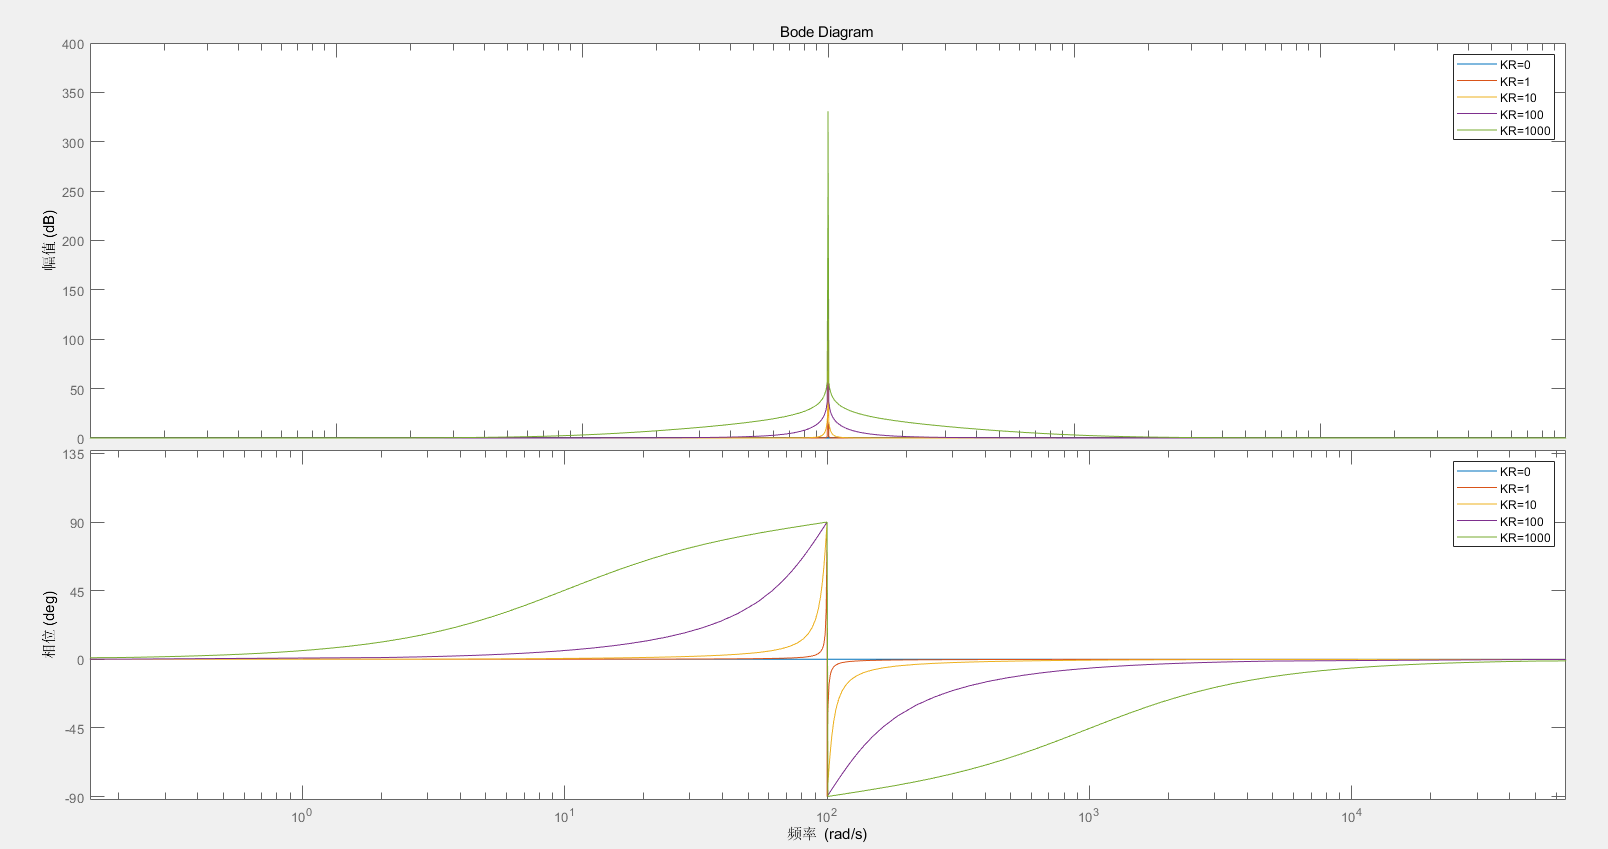 Bode Diagram
400
350
300
250
200
150
100
50
0
幅值 (dB)
KR=0
KR=1
KR=10
KR=100
KR=1000
135
90
45
0
-45
-90
相位 (deg)
KR=0
KR=1
KR=10
KR=100
KR=1000
10^0
10^1
10^2
10^3
10^4
频率 (rad/s)